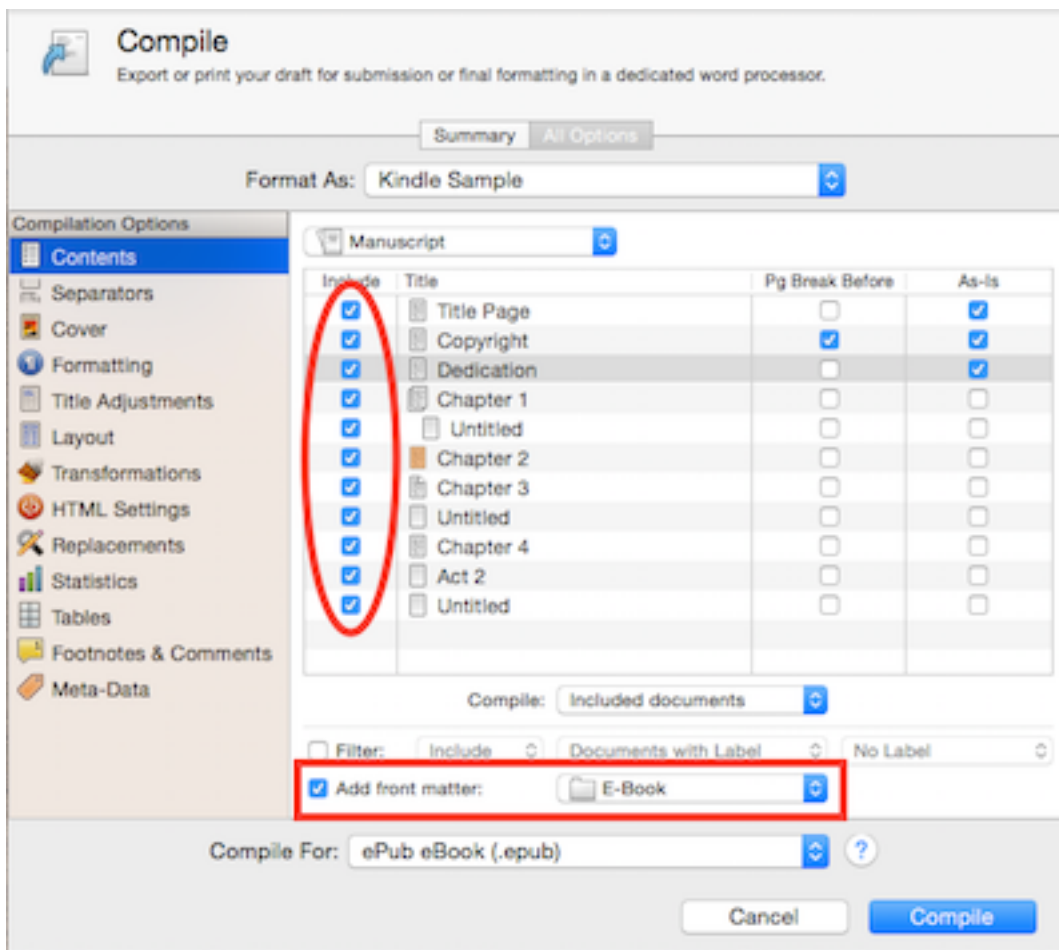 Compile
Export or print your draft for submission or final formatting in a dedicated word processor.
Summary All Options
Format As: Kindle Sample
Compilation Options
Contents
Separators
Cover
Formatting
Title Adjustments
Layout
Transformations
HTML Settings
Replacements
Statistics
Tables
Footnotes & Comments
Meta-Data
Manuscript
Include Title Pg Break Before As-Is
Title Page
Copyright
Dedication
Chapter 1
Untitled
Chapter 2
Chapter 3
Untitled
Chapter 4
Act 2
Untitled
Compile: Included documents
Filter: Include Documents with Label No Label
Add front matter: E-Book
Compile For: ePub eBook (.epub) ?
Cancel Compile